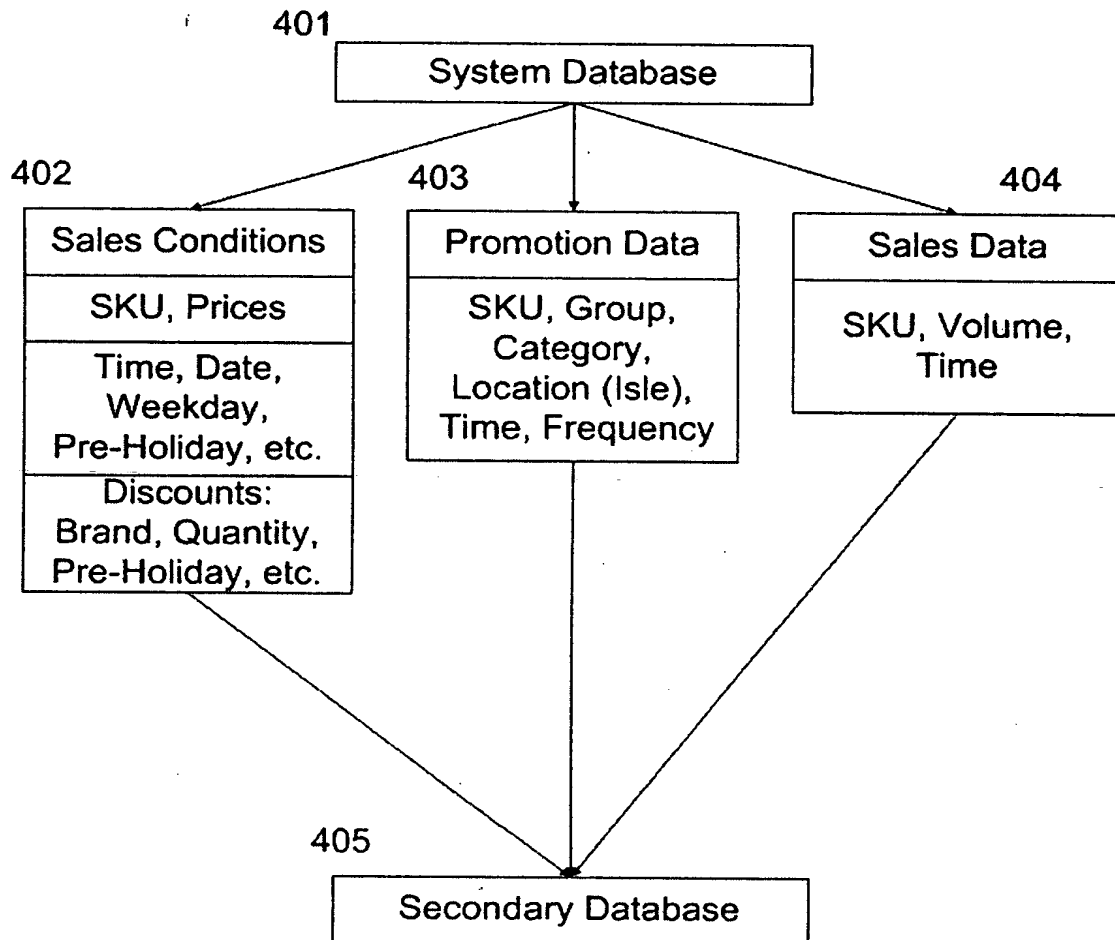 401
System Database
402
403
404
Sales Conditions
SKU, Prices
Time, Date,
Weekday,
Pre-Holiday, etc.
Discounts:
Brand, Quantity,
Pre-Holiday, etc.
Promotion Data
SKU, Group,
Category,
Location (Isle),
Time, Frequency
Sales Data
SKU, Volume,
Time
405
Secondary Database